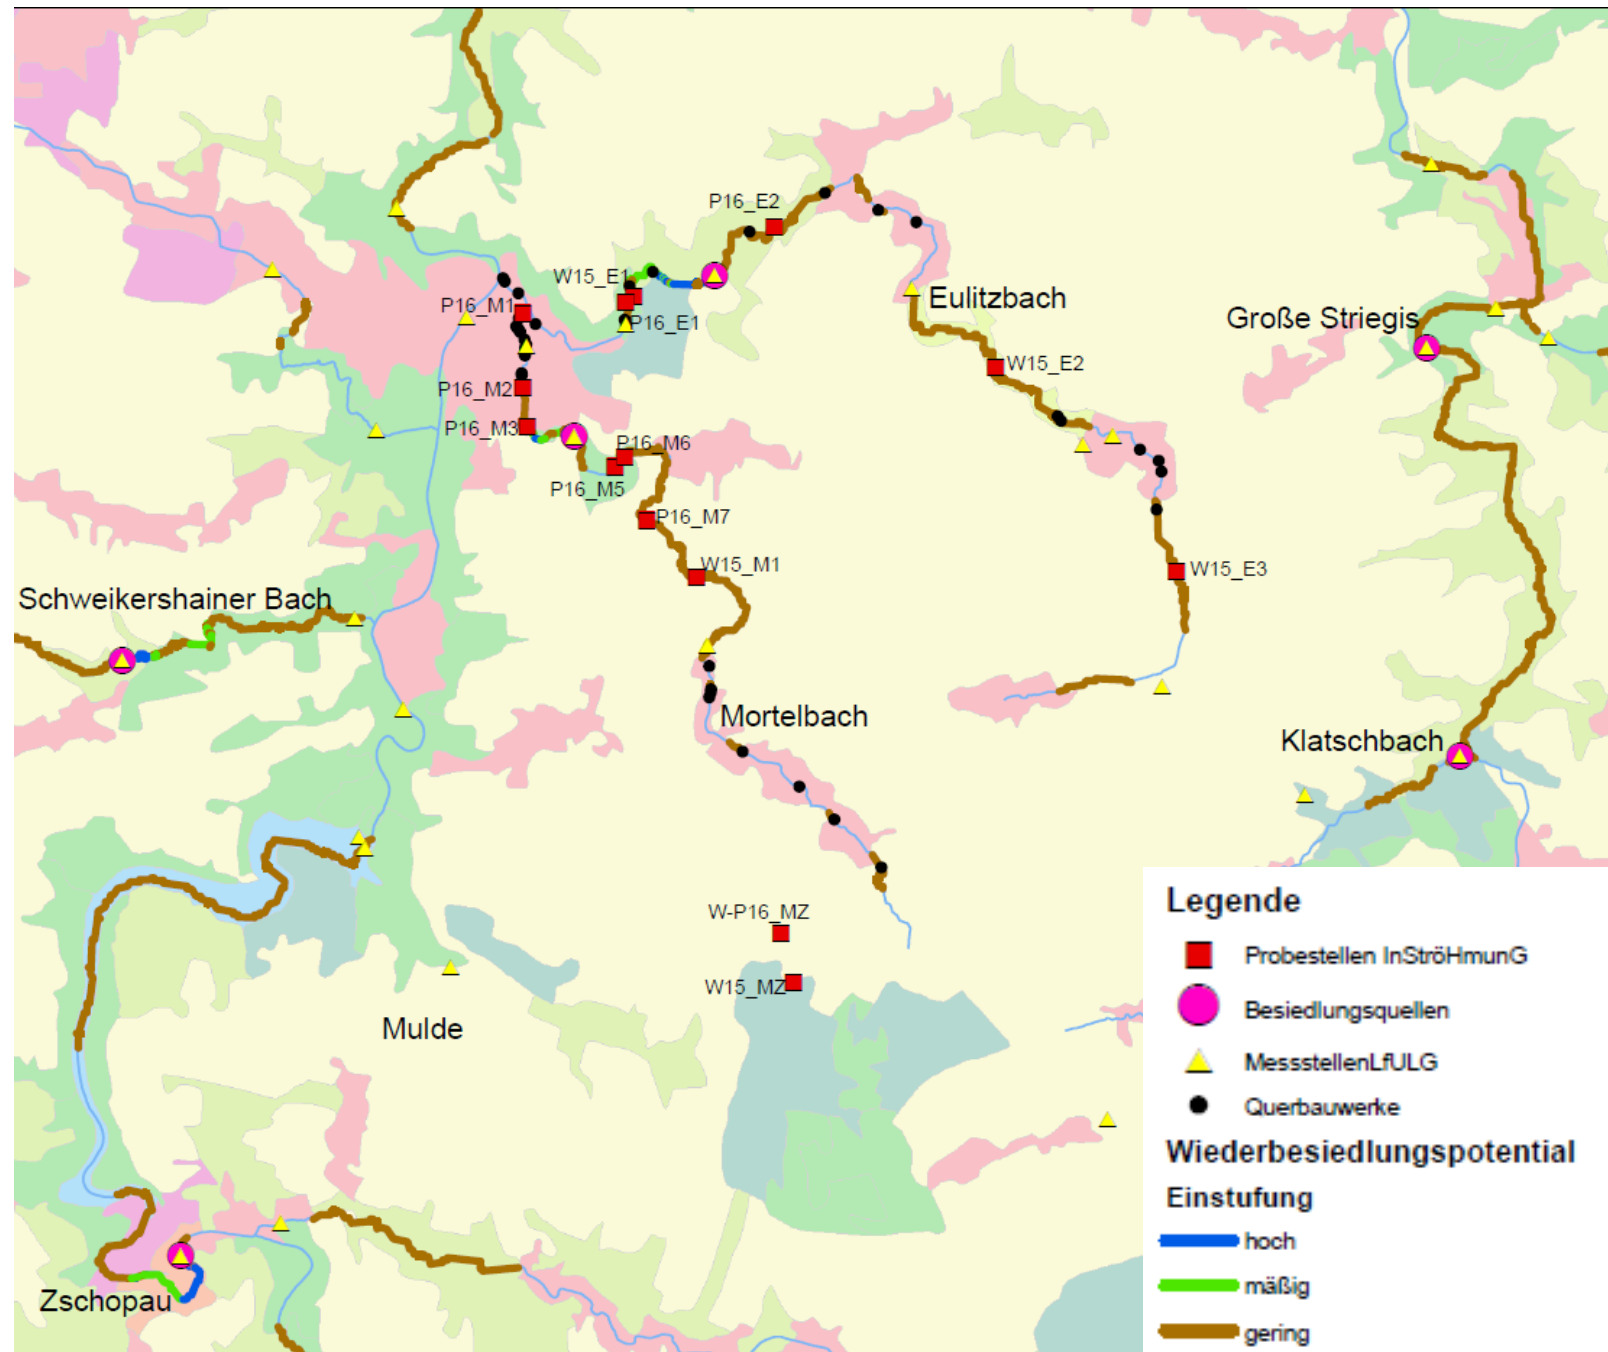 P16_E2
W15_E1
Eulitzbach
P16_M1
P16_E1
Große Striegis
W15_E2
P16_M2
P16_M3
P16_M6
P16_M5
P16_M7
W15_M1
W15_E3
Schweikershainer Bach
Mortelbach
Klatschbach
W-P16_MZ
W15_MZ
Mulde
Zschopau
Legende
Probestellen InStröHmunG
Besiedlungsquellen
MessstellenLfULG
Querbauwerke
Wiederbesiedlungspotential
Einstufung
hoch
mäßig
gering